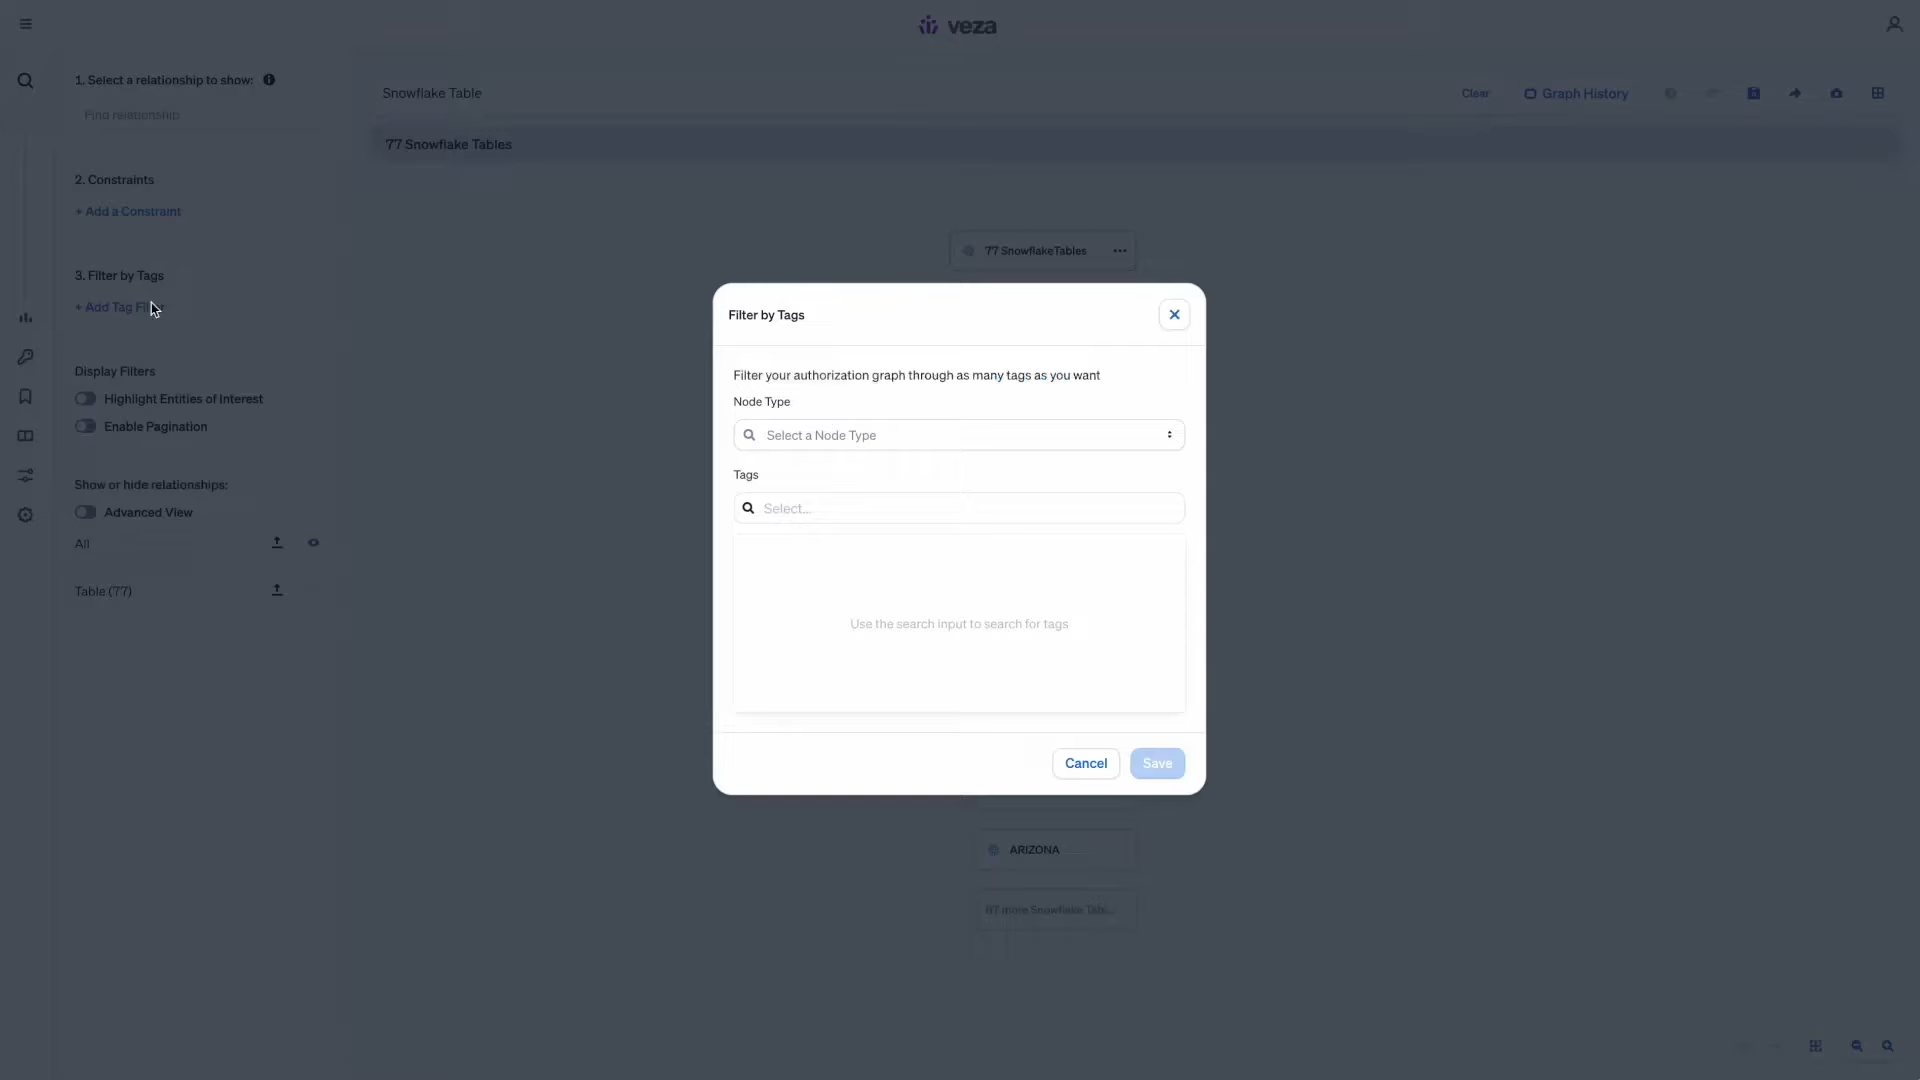 veza
1. Select a relationship to show:
Find relationship
Snowflake Table
Clear
Graph History
77 Snowflake Tables
2. Constraints
+ Add a Constraint
77 SnowflakeTables
3. Filter by Tags
+ Add Tag Filter
Filter by Tags
Display Filters
Highlight Entities of Interest
Enable Pagination
Filter your authorization graph through as many tags as you want
Node Type
Select a Node Type
Tags
Select...
Show or hide relationships:
Advanced View
All
Table (77)
Use the search input to search for tags
Cancel
Save
ARIZONA
67 more Snowflake Tabl...